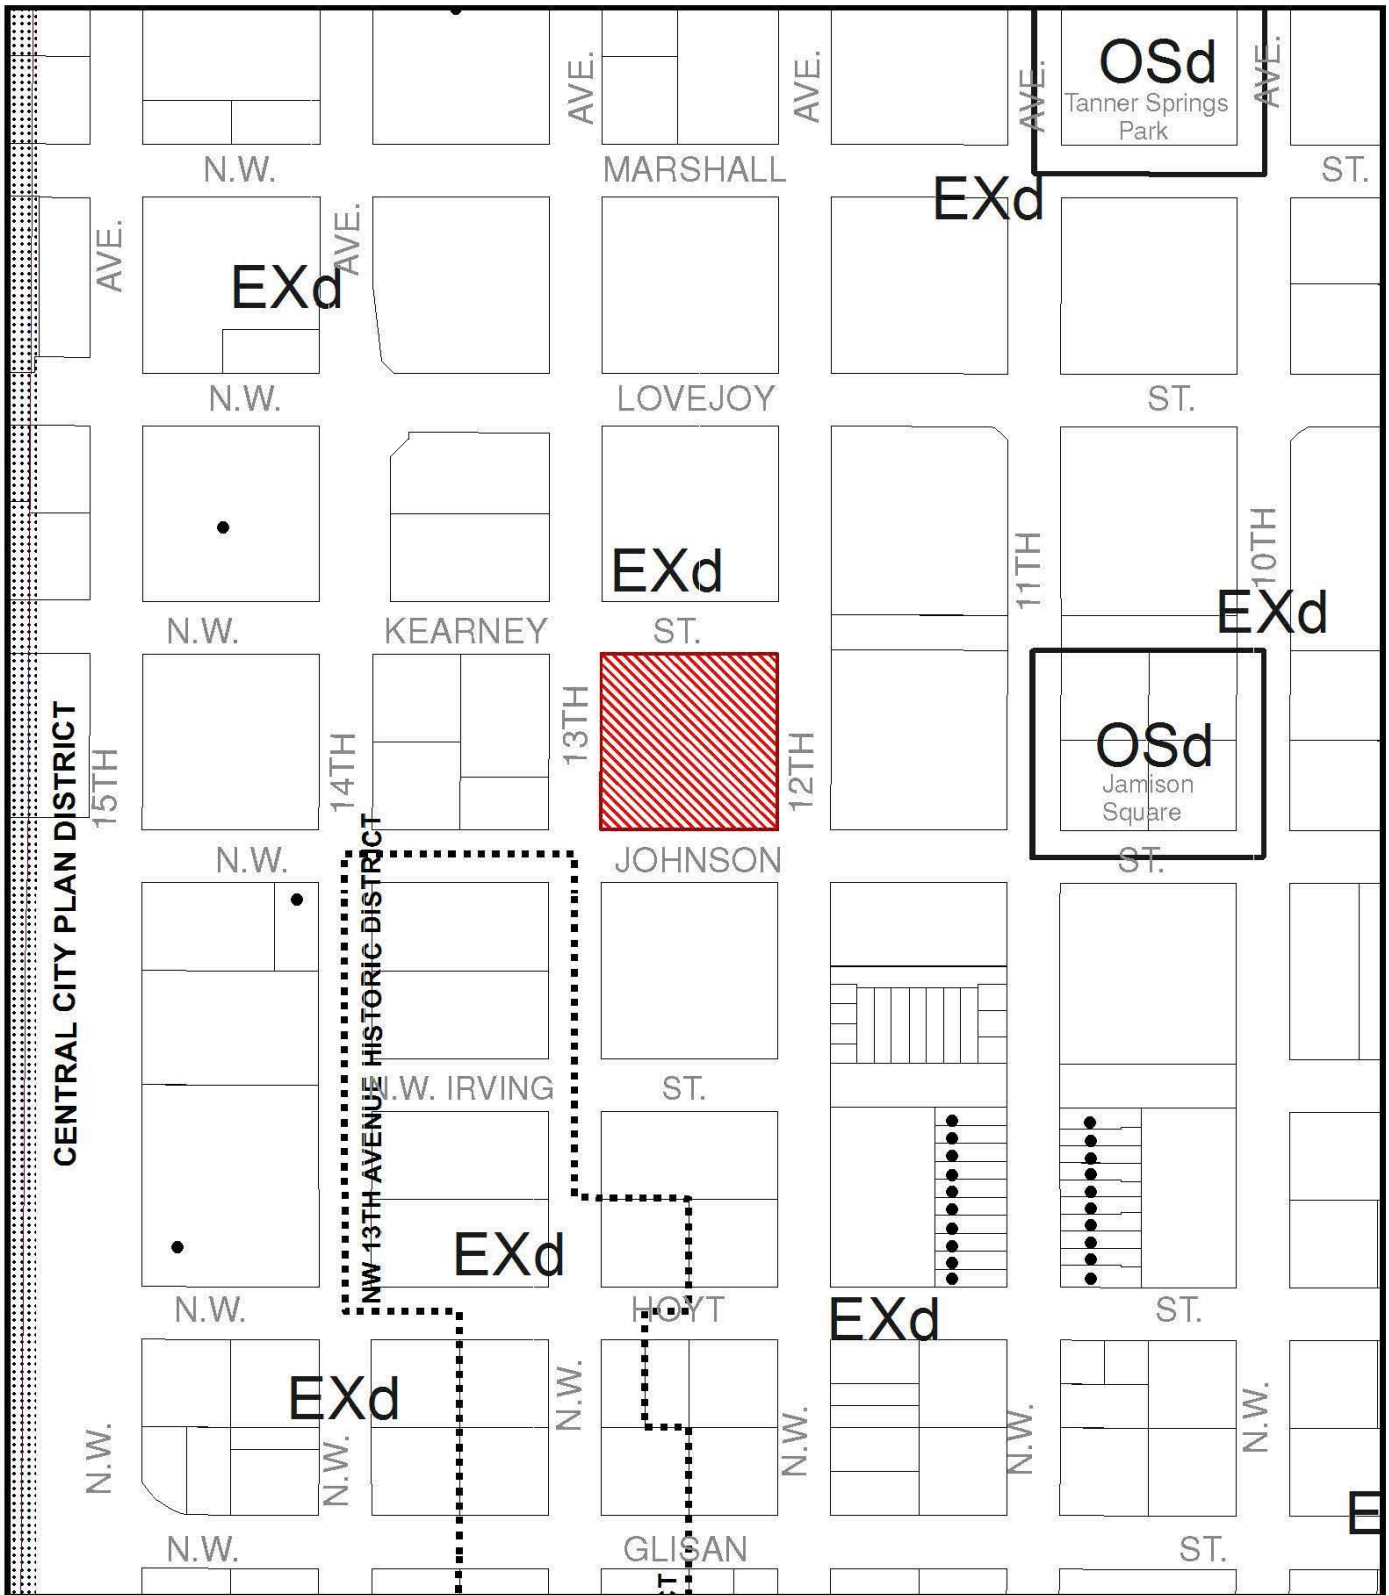 AVE.
AVE.
AVE.
OSd
Tanner Springs
Park
AVE.
N.W.
MARSHALL
ST.
EXd
AVE.
AVE.
EXd
N.W.
LOVEJOY
ST.
11TH
10TH
EXd
EXd
N.W.
KEARNEY
ST.
CENTRAL CITY PLAN DISTRICT
15TH
14TH
13TH
12TH
OSd
Jamison
Square
N.W.
JOHNSON
ST.
NW 13TH AVENUE HISTORIC DISTRICT
N.W. IRVING
ST.
EXd
N.W.
HOYT
ST.
EXd
EXd
N.W.
N.W.
N.W.
N.W.
N.W.
N.W.
E
N.W.
GLISAN
ST.
CT